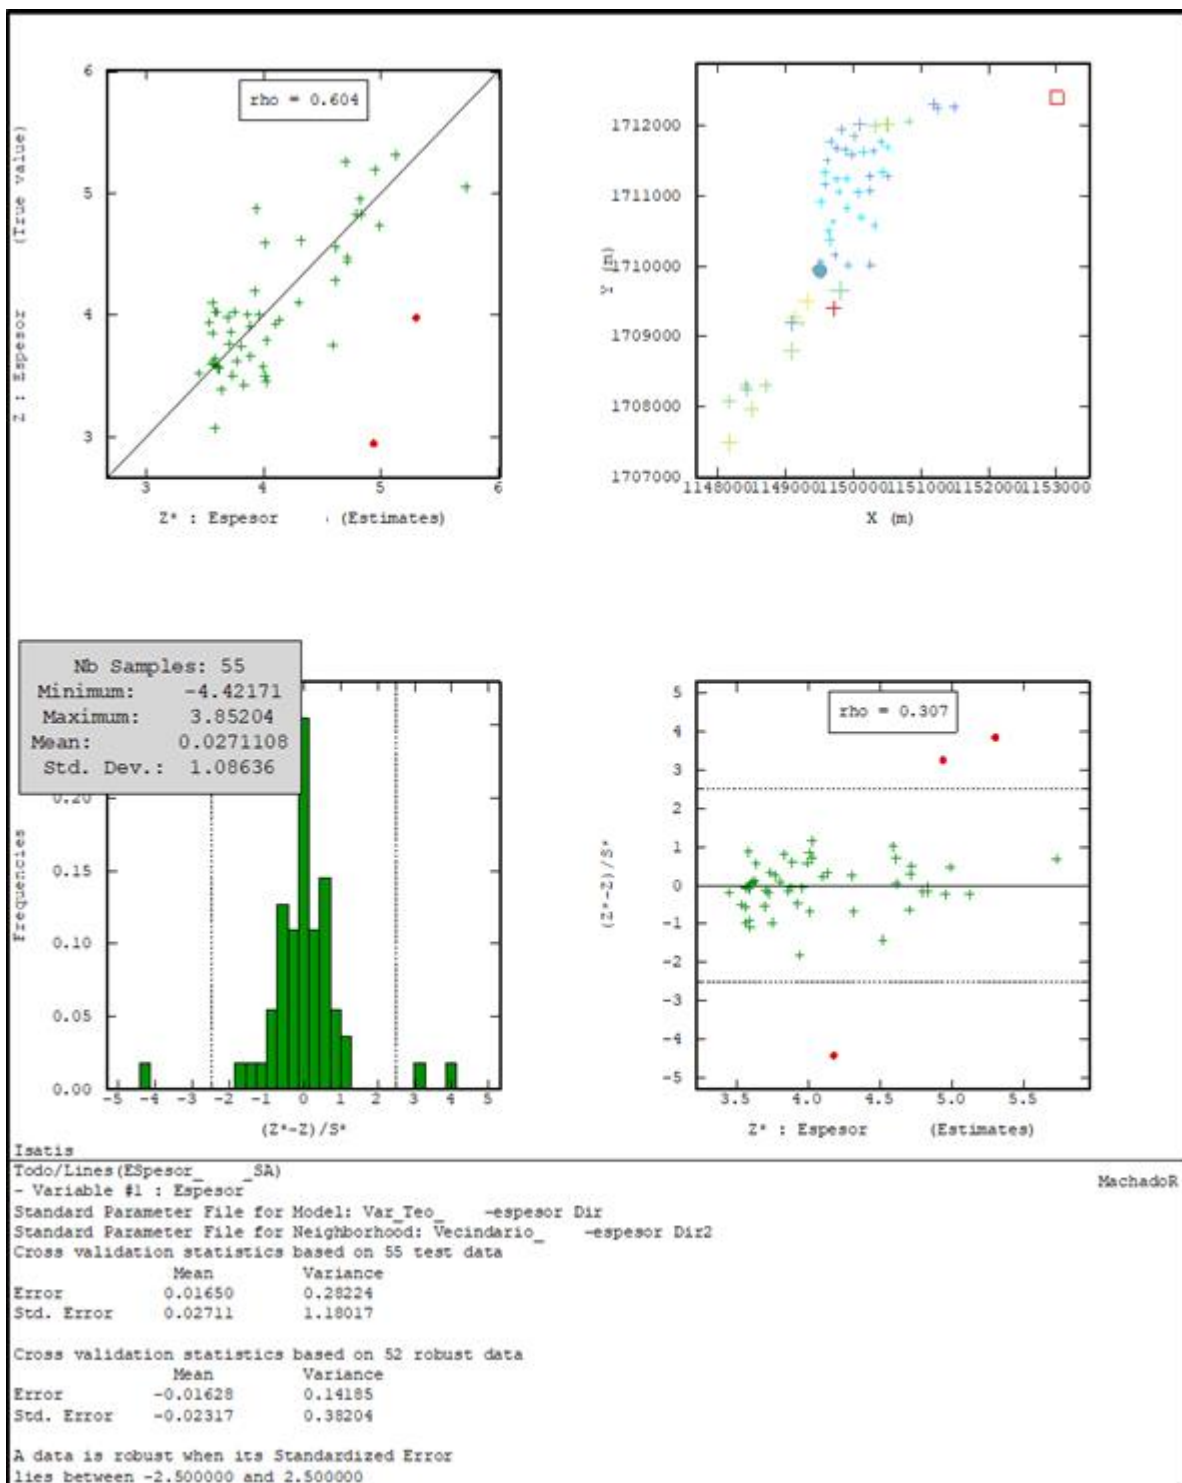 6
5
4
3
3
4
5
6
rho = 0.604
Z : Espesor (True value)
Z* : Espesor (Estimates)
1712000
1711000
1710000
1709000
1708000
1707000
1148000 1149000 1150000 1151000 1152000 1153000
Y (m)
X (m)
Nb Samples: 55
Minimum: -4.42171
Maximum: 3.85204
Mean: 0.0271108
Std. Dev.: 1.08636
0.20
0.15
0.10
0.05
0.00
-5 -4 -3 -2 -1 0 1 2 3 4 5
Frequencies
(Z*-Z)/S*
rho = 0.307
5
4
3
2
1
0
-1
-2
-3
-4
-5
3.5 4.0 4.5 5.0 5.5
(Z*-Z)/S*
Z* : Espesor (Estimates)
Isatis
Todo/Lines(ESpesor_ _SA)
- Variable #1 : Espesor
MachadoR
Standard Parameter File for Model: Var_Teo_ -espesor Dir
Standard Parameter File for Neighborhood: Vecindario_ -espesor Dir2
Cross validation statistics based on 55 test data
Mean Variance
Error 0.01650 0.28224
Std. Error 0.02711 1.18017
Cross validation statistics based on 52 robust data
Mean Variance
Error -0.01628 0.14185
Std. Error -0.02317 0.38204
A data is robust when its Standardized Error
lies between -2.500000 and 2.500000